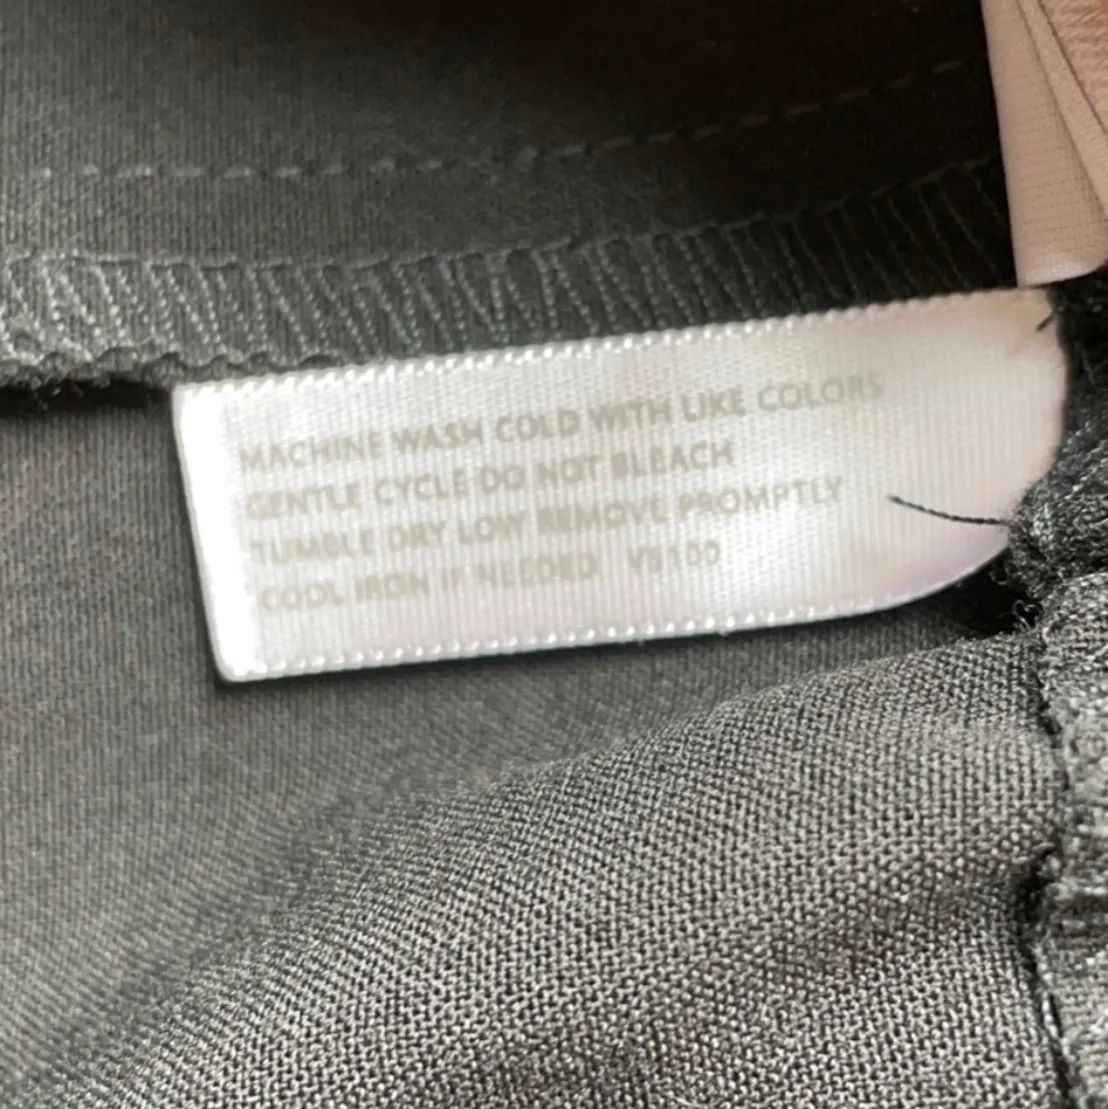 MACHINE WASH COLD WITH LIKE COLORS
GENTLE CYCLE DO NOT BLEACH
TUMBLE DRY LOW REMOVE PROMPTLY
COOL IRON IF NEEDED